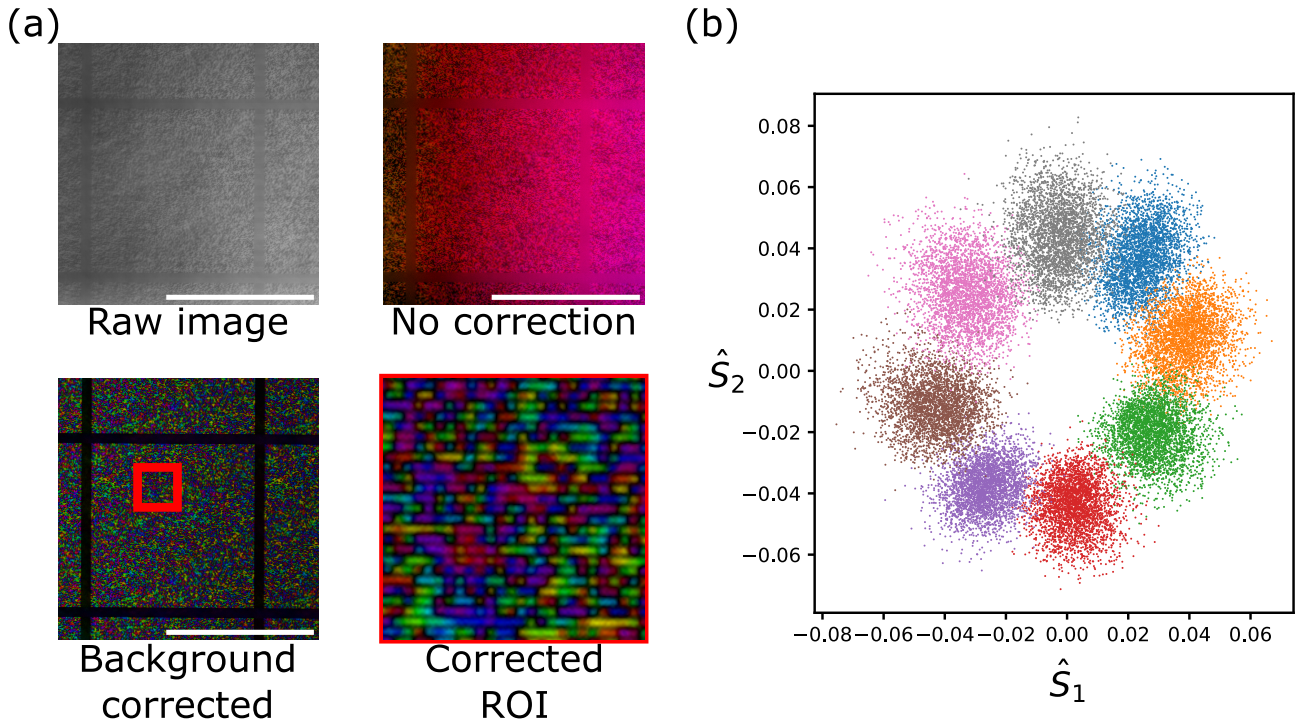 (a)
Raw image
No correction
Background
corrected
Corrected
ROI
(b)
0.08
0.06
0.04
0.02
0.00
−0.02
−0.04
−0.06
Ŝ2
−0.08 −0.06 −0.04 −0.02 0.00 0.02 0.04 0.06
Ŝ1